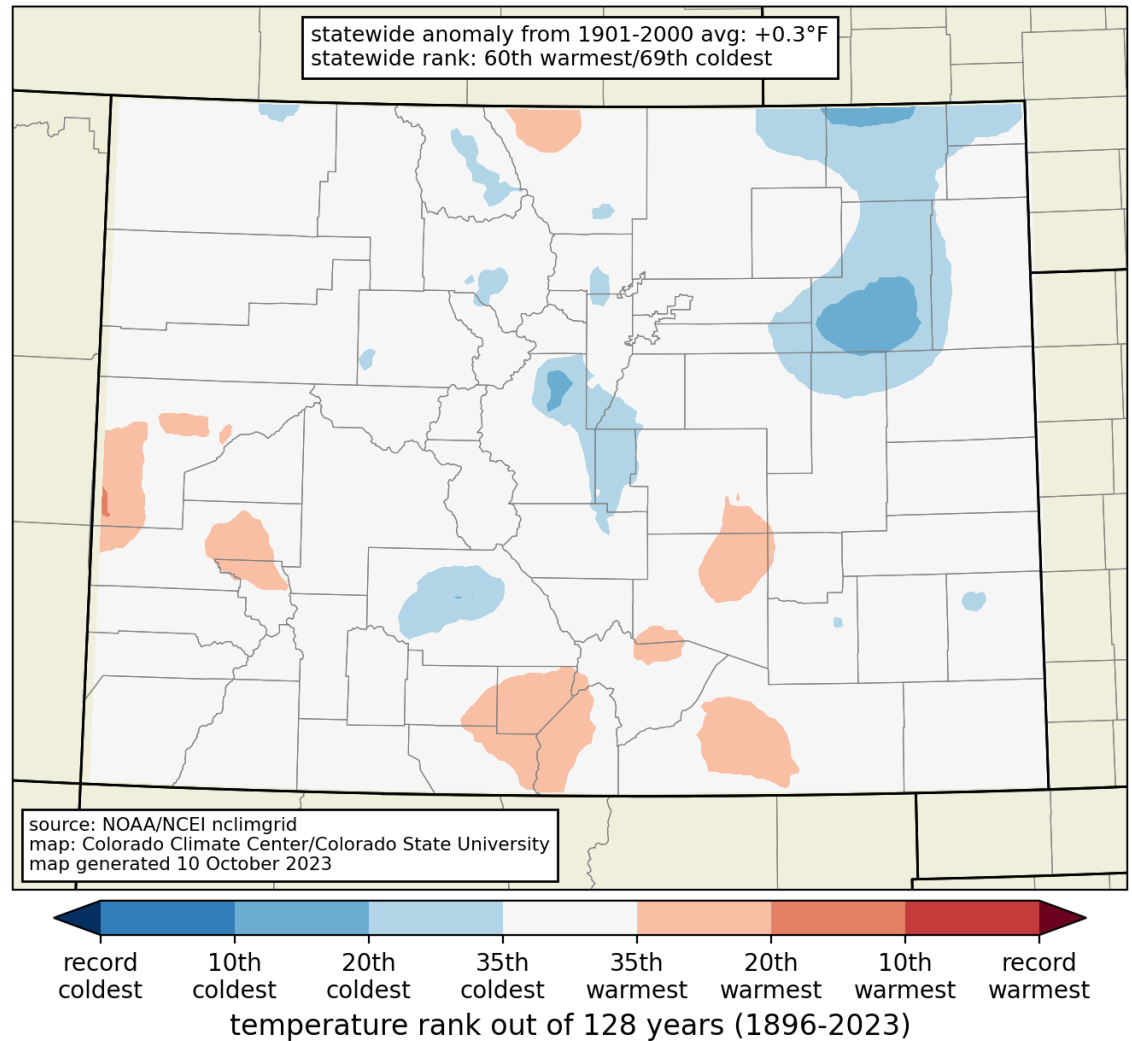 statewide anomaly from 1901-2000 avg: +0.3°F
statewide rank: 60th warmest/69th coldest
source: NOAA/NCEI nclimgrid
map: Colorado Climate Center/Colorado State University
map generated 10 October 2023
record coldest
10th coldest
20th coldest
35th coldest
35th warmest
20th warmest
10th warmest
record warmest
temperature rank out of 128 years (1896-2023)